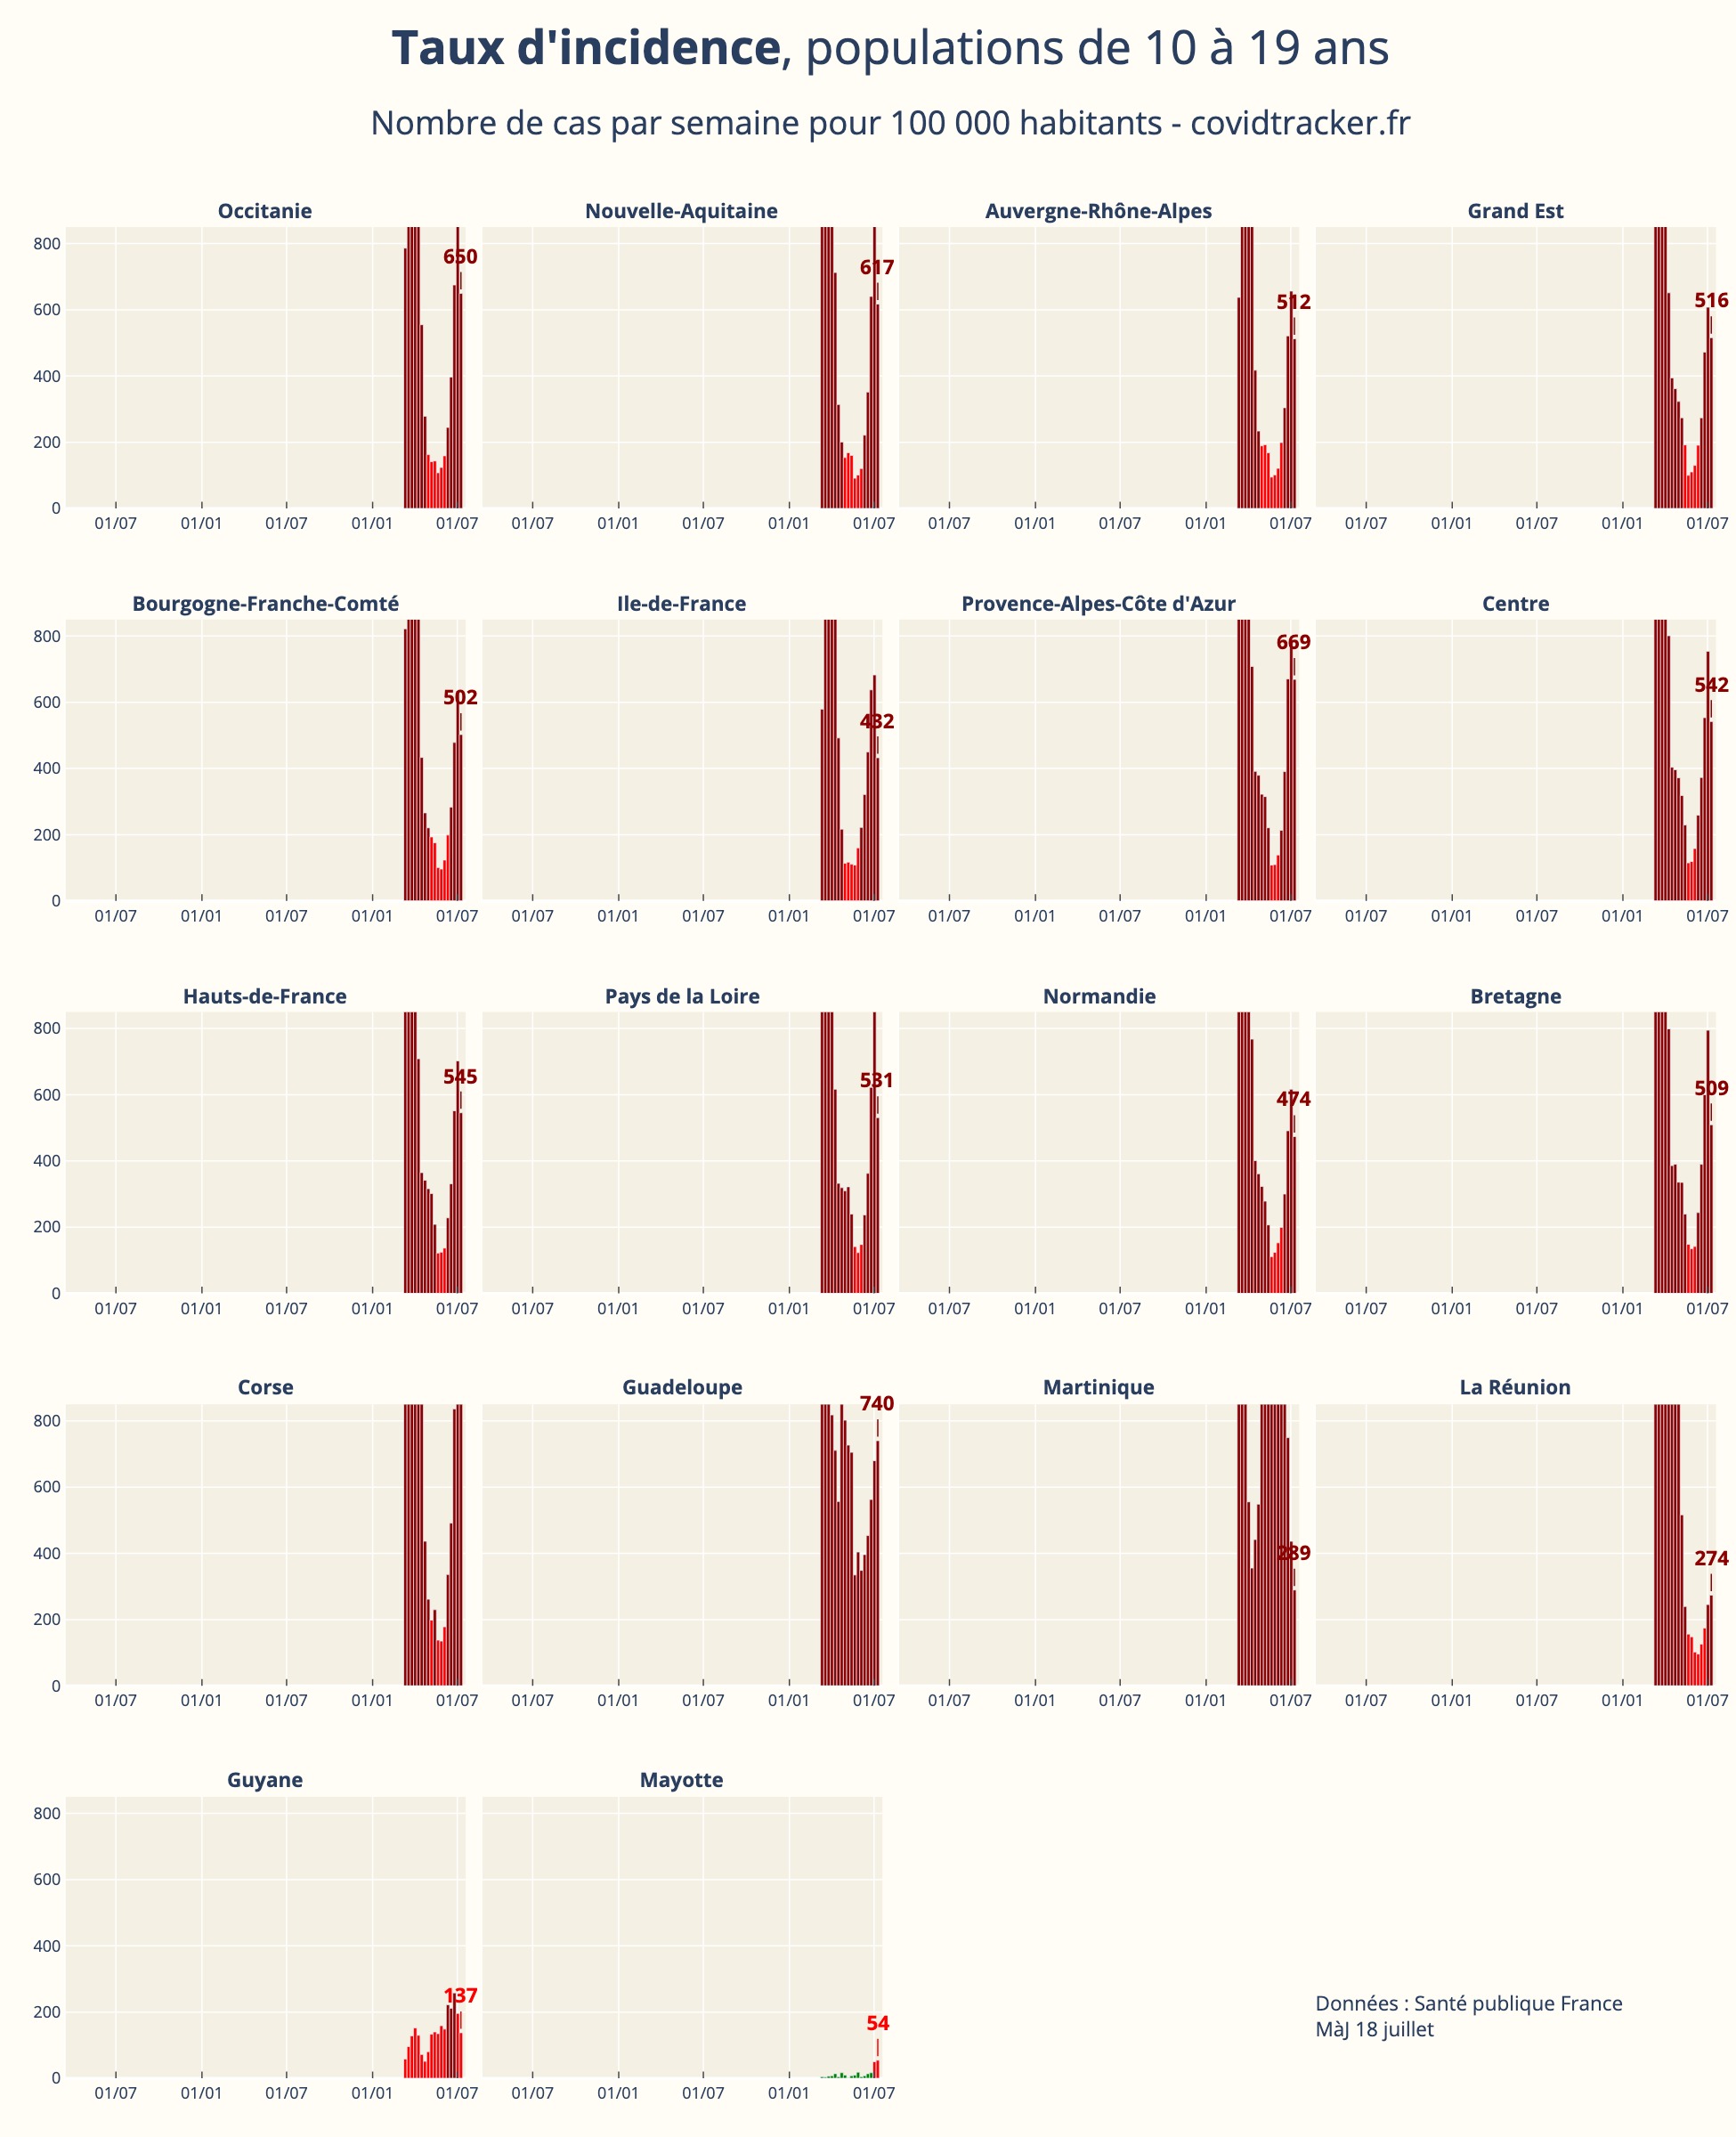 Taux d'incidence, populations de 10 à 19 ans
Nombre de cas par semaine pour 100 000 habitants - covidtracker.fr
Occitanie
Nouvelle-Aquitaine
Auvergne-Rhône-Alpes
Grand Est
800
600
400
200
0
650
617
512
516
01/07 01/01 01/07 01/01 01/07
01/07 01/01 01/07 01/01 01/07
01/07 01/01 01/07 01/01 01/07
01/07 01/01 01/07 01/01 01/07
Bourgogne-Franche-Comté
Ile-de-France
Provence-Alpes-Côte d'Azur
Centre
800
600
400
200
0
502
432
669
542
01/07 01/01 01/07 01/01 01/07
01/07 01/01 01/07 01/01 01/07
01/07 01/01 01/07 01/01 01/07
01/07 01/01 01/07 01/01 01/07
Hauts-de-France
Pays de la Loire
Normandie
Bretagne
800
600
400
200
0
545
531
474
509
01/07 01/01 01/07 01/01 01/07
01/07 01/01 01/07 01/01 01/07
01/07 01/01 01/07 01/01 01/07
01/07 01/01 01/07 01/01 01/07
Corse
Guadeloupe
Martinique
La Réunion
800
600
400
200
0
740
289
274
01/07 01/01 01/07 01/01 01/07
01/07 01/01 01/07 01/01 01/07
01/07 01/01 01/07 01/01 01/07
01/07 01/01 01/07 01/01 01/07
Guyane
Mayotte
800
600
400
200
0
137
54
01/07 01/01 01/07 01/01 01/07
01/07 01/01 01/07 01/01 01/07
Données : Santé publique France
MàJ 18 juillet